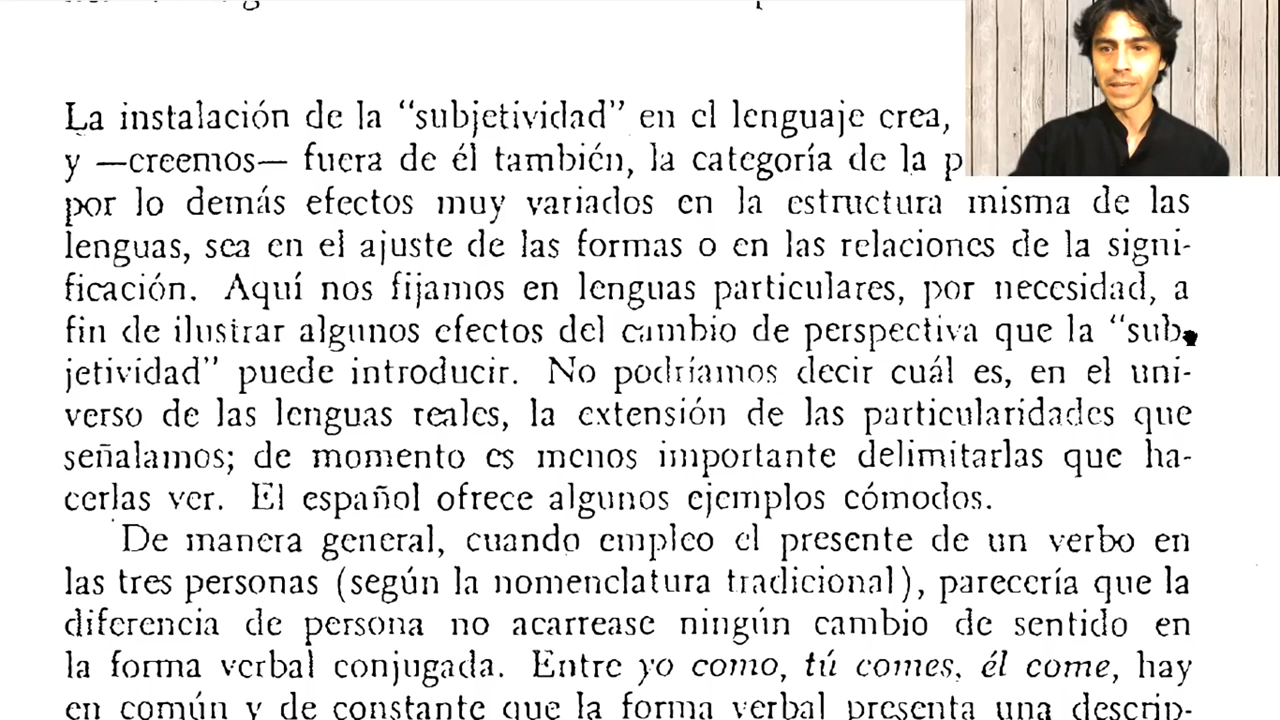 La instalación de la “subjetividad” en el lenguaje crea,
y —creemos— fuera de él también, la categoría de la
por lo demás efectos muy variados en la estructura misma de las
lenguas, sea en el ajuste de las formas o en las relaciones de la signi-
ficación. Aquí nos fijamos en lenguas particulares, por necesidad, a
fin de ilustrar algunos efectos del cambio de perspectiva que la “sub-
jetividad” puede introducir. No podríamos decir cuál es, en el uni-
verso de las lenguas reales, la extensión de las particularidades que
señalamos; de momento es menos importante delimitarlas que ha-
cerlas ver. El español ofrece algunos ejemplos cómodos.
De manera general, cuando empleo el presente de un verbo en
las tres personas (según la nomenclatura tradicional), parecería que la
diferencia de persona no acarrease ningún cambio de sentido en
la forma verbal conjugada. Entre yo como, tú comes, él come, hay
en común y de constante que la forma verbal presenta una descrip-